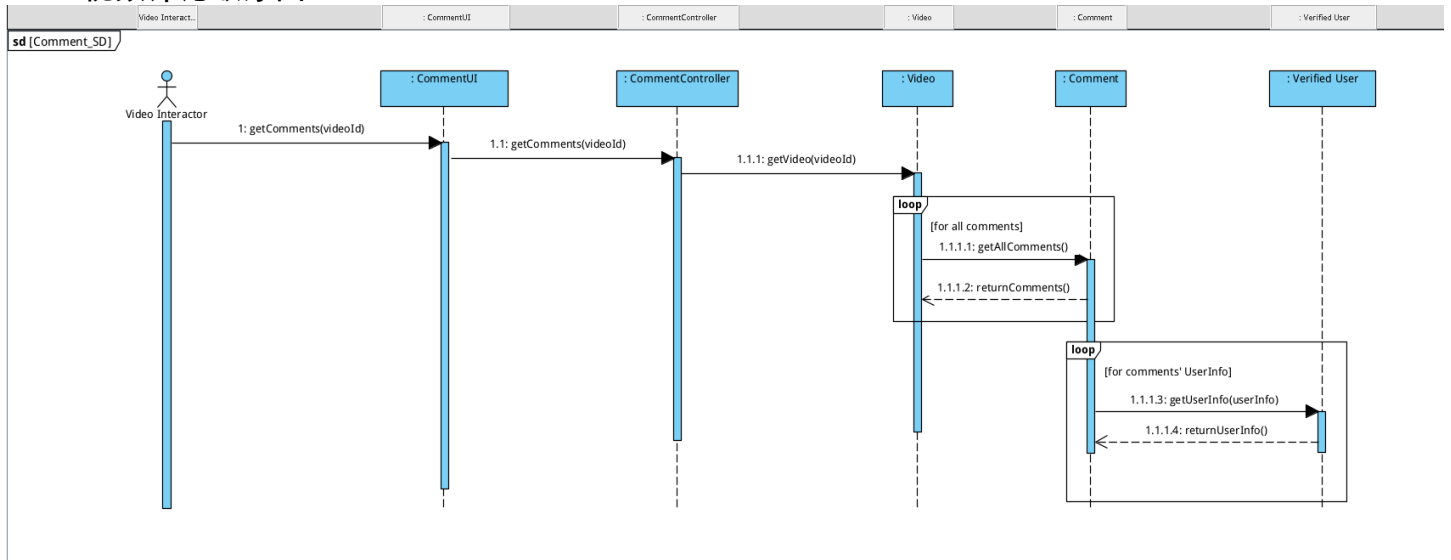 Video Interact...
: CommentUI
: CommentController
: Video
: Comment
: Verified User
sd [Comment_SD]
: CommentUI
: CommentController
: Video
: Comment
: Verified User
Video Interactor
1: getComments(videoId)
1.1: getComments(videoId)
1.1.1: getVideo(videoId)
loop
[for all comments]
1.1.1.1: getAllComments()
1.1.1.2: returnComments()
loop
[for comments' UserInfo]
1.1.1.3: getUserInfo(userInfo)
1.1.1.4: returnUserInfo()